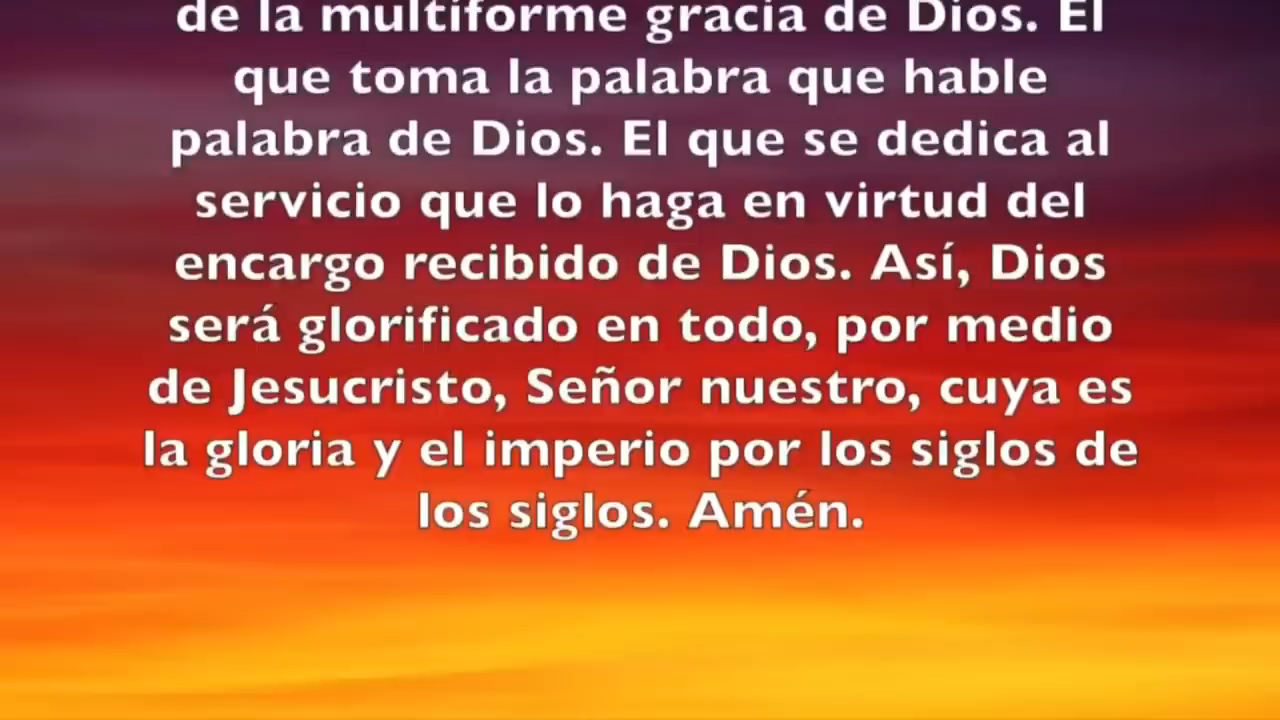 de la multiforme gracia de Dios. El
que toma la palabra que hable
palabra de Dios. El que se dedica al
servicio que lo haga en virtud del
encargo recibido de Dios. Así, Dios
será glorificado en todo, por medio
de Jesucristo, Señor nuestro, cuya es
la gloria y el imperio por los siglos de
los siglos. Amén.